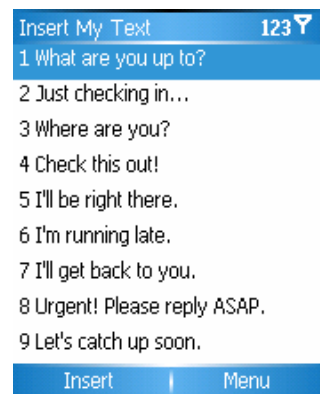 Insert My Text 123
1 What are you up to?
2 Just checking in...
3 Where are you?
4 Check this out!
5 I'll be right there.
6 I'm running late.
7 I'll get back to you.
8 Urgent! Please reply ASAP.
9 Let's catch up soon.
Insert Menu